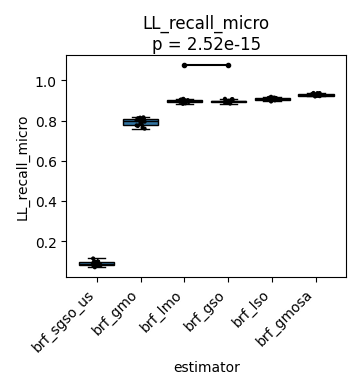 LL_recall_micro
p = 2.52e-15
LL_recall_micro
1.0
0.8
0.6
0.4
0.2
brf_sgso_us
brf_gmo
brf_lmo
brf_gso
brf_lso
brf_gmosa
estimator